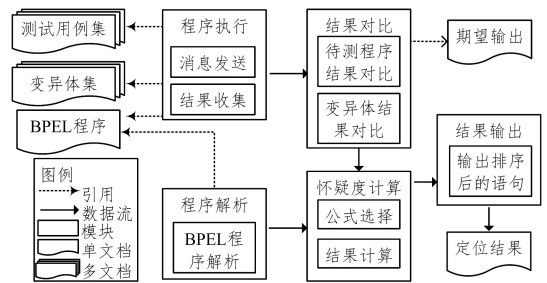 测试用例集
变异体集
BPEL程序
程序执行
消息发送
结果收集
结果对比
待测程序
结果对比
变异体结
果对比
期望输出
结果输出
输出排序
后的语句
图例
引用
数据流
模块
单文档
多文档
程序解析
BPEL程
序解析
怀疑度计算
公式选择
结果计算
定位结果